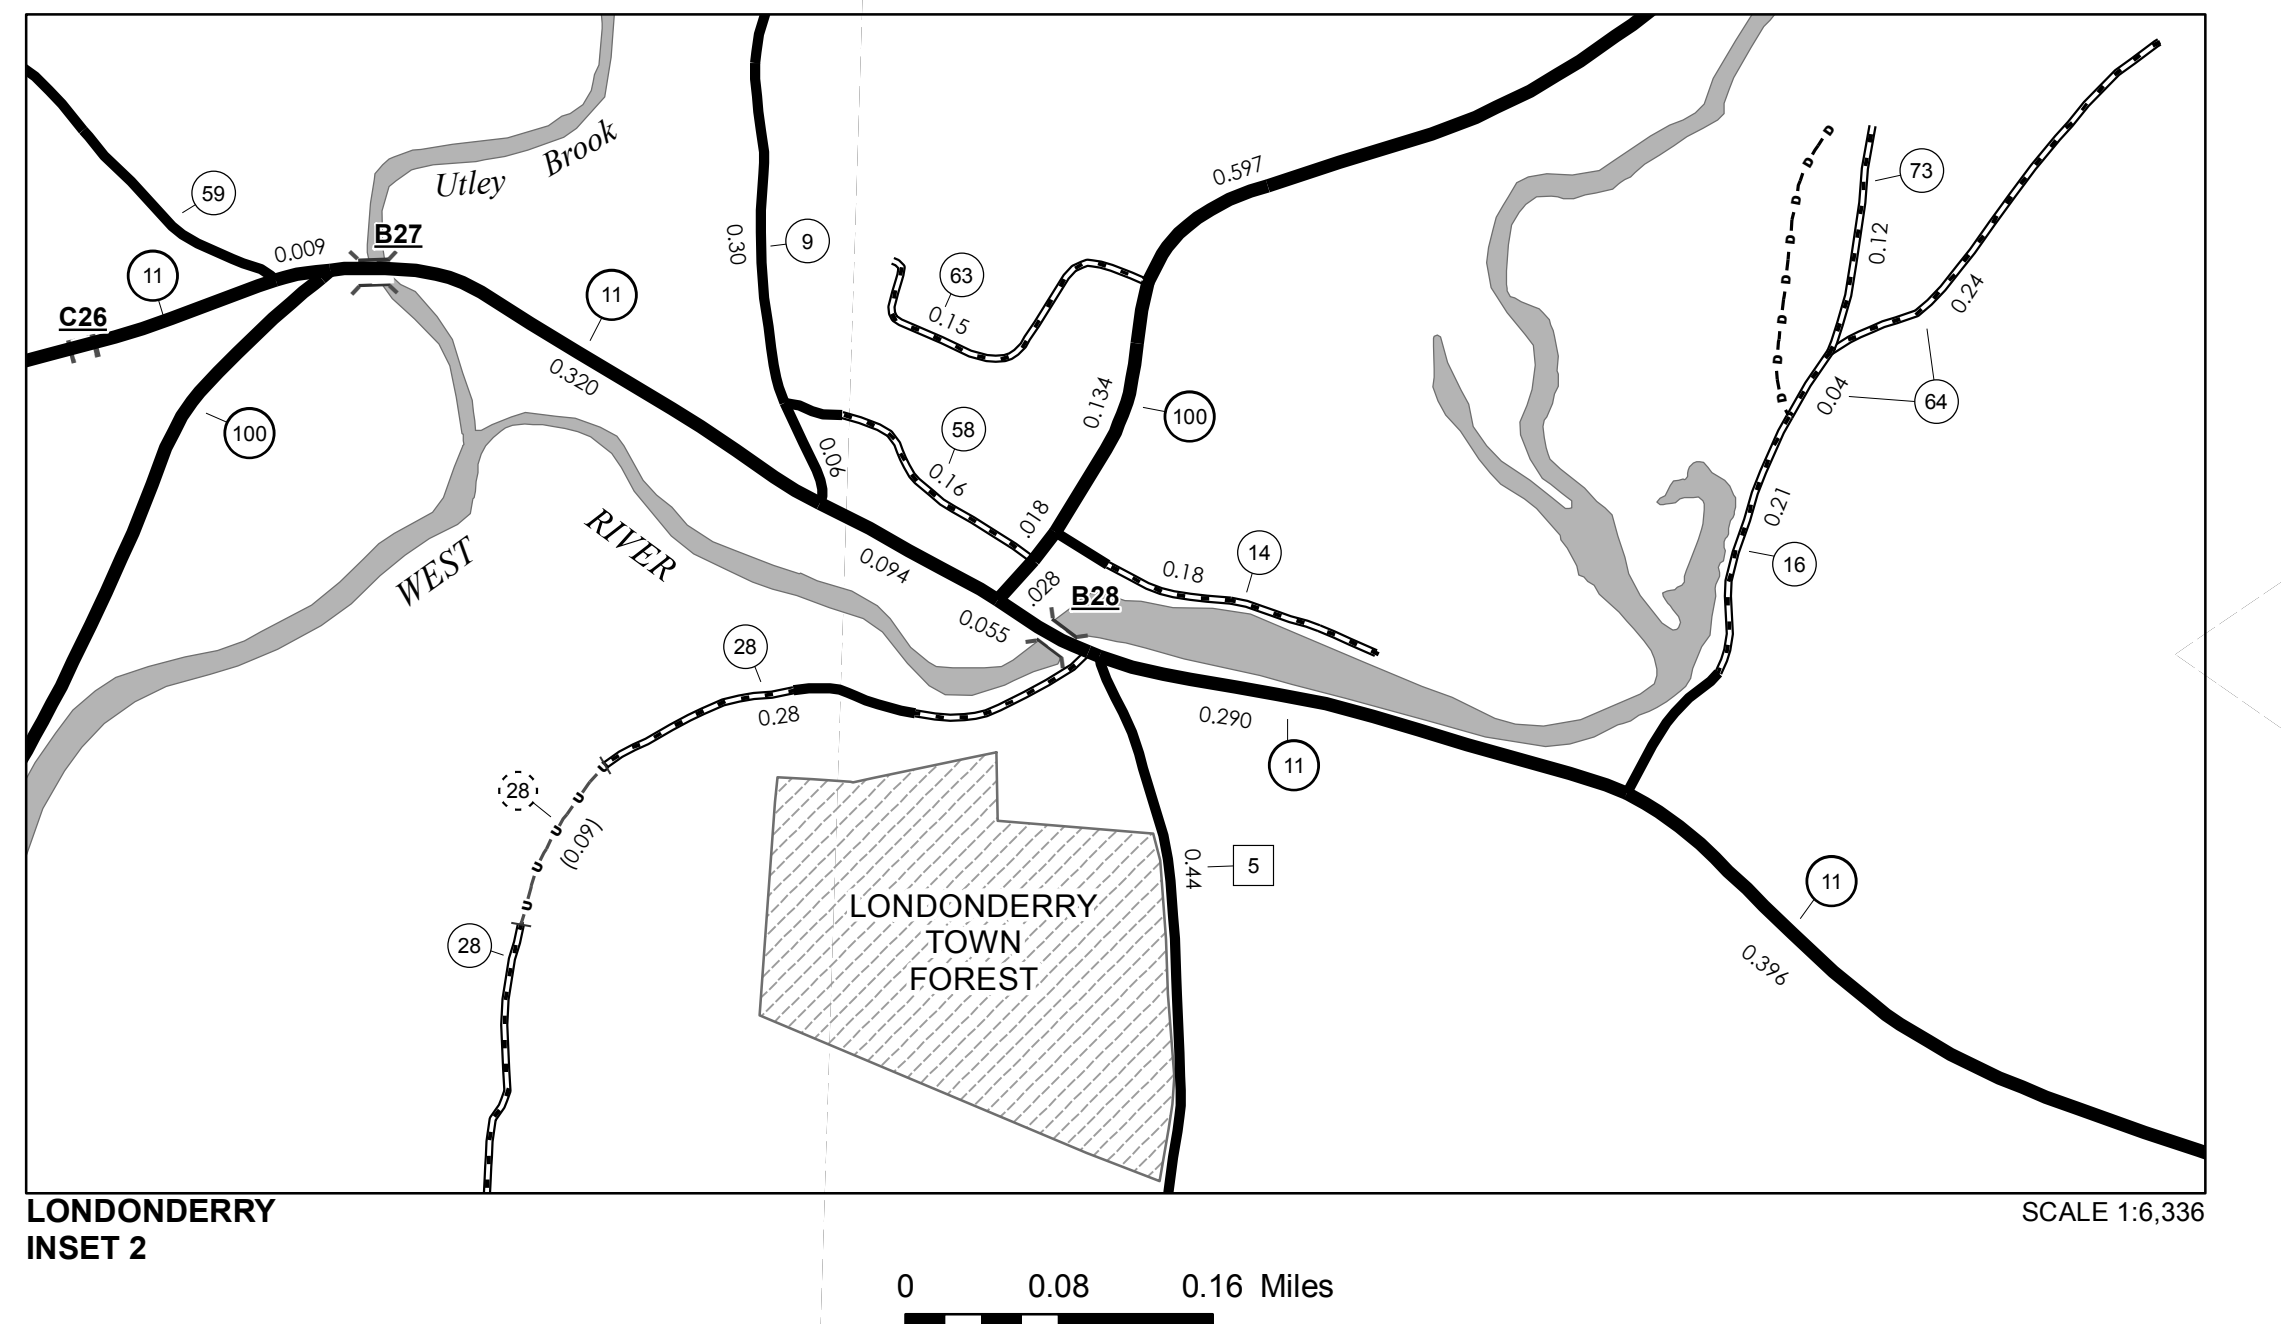 59
Utley
Brook
0.597
73
0.009
B27
11
0.30
9
63
0.15
0.12
0.24
11
C26
0.320
100
0.134
100
0.04
64
58
0.06
0.16
.018
0.21
14
0.18
16
WEST
RIVER
0.094
.028
B28
0.055
28
0.28
0.290
11
28
U
U
U
U
U
(0.09)
0.44
5
D
D
D
D
D
D
D
D
11
LONDONDERRY
TOWN
FOREST
28
0.396
LONDONDERRY
INSET 2
SCALE 1:6,336
0 0.08 0.16 Miles